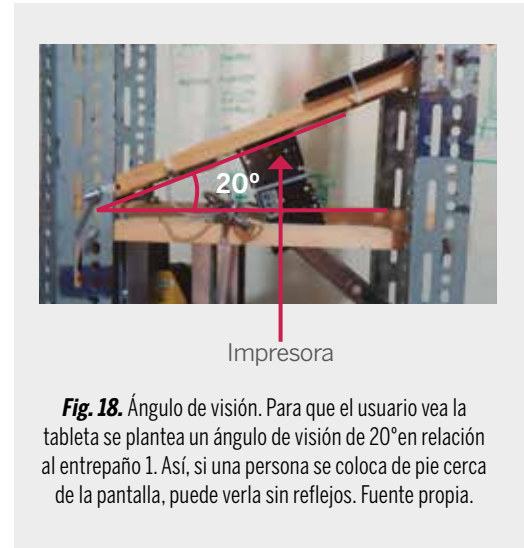 20º
Impresora
Fig. 18. Ángulo de visión. Para que el usuario vea la
tableta se plantea un ángulo de visión de 20°en relación
al entrepaño 1. Así, si una persona se coloca de pie cerca
de la pantalla, puede verla sin reflejos. Fuente propia.